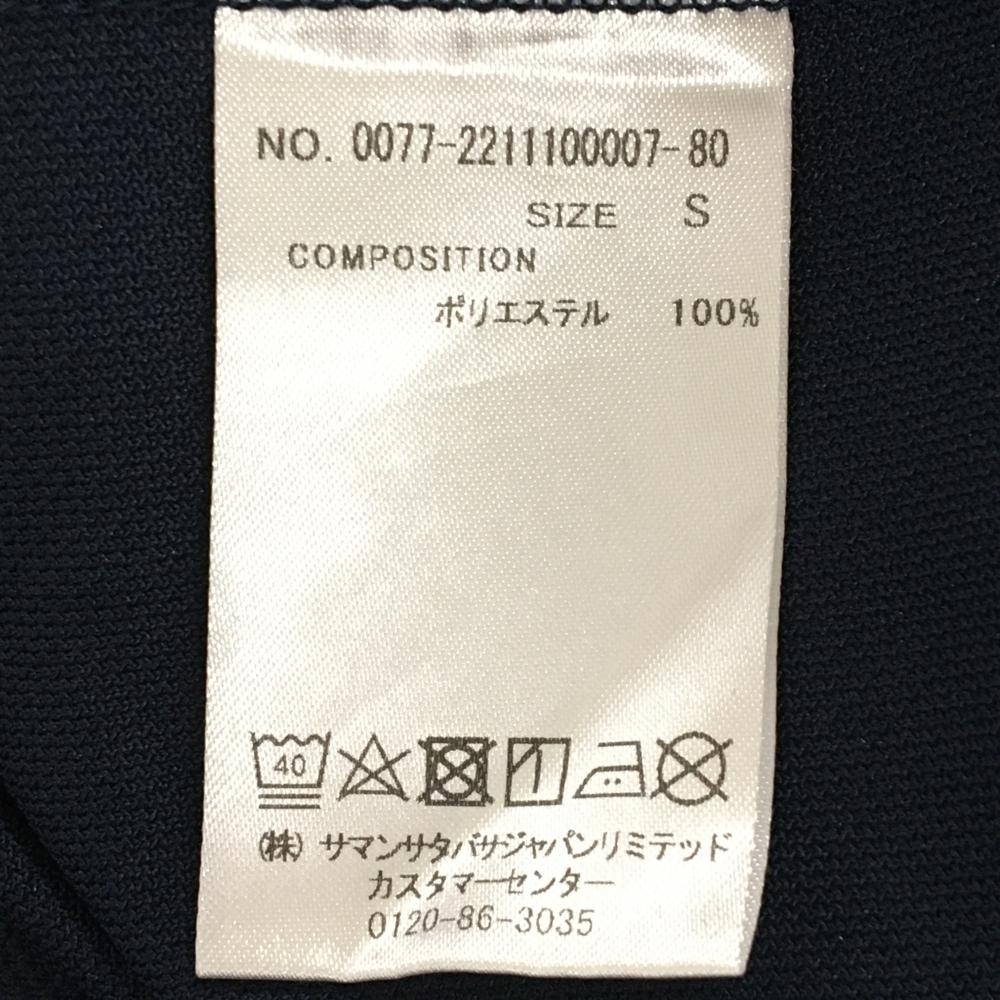 NO. 0077-2211100007-80
SIZE S
COMPOSITION
ポリエステル 100%
40
(株) サマンサタバサジャパンリミテッド
カスタマーセンター
0120-86-3035